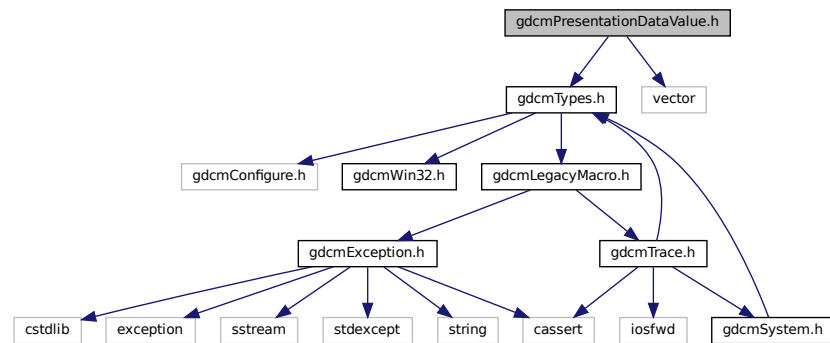 gdcmPresentationDataValue.h
gdcmTypes.h
vector
gdcmConfigure.h
gdcmWin32.h
gdcmLegacyMacro.h
gdcmException.h
gdcmTrace.h
cstdlib
exception
sstream
stdexcept
string
cassert
iosfwd
gdcmSystem.h